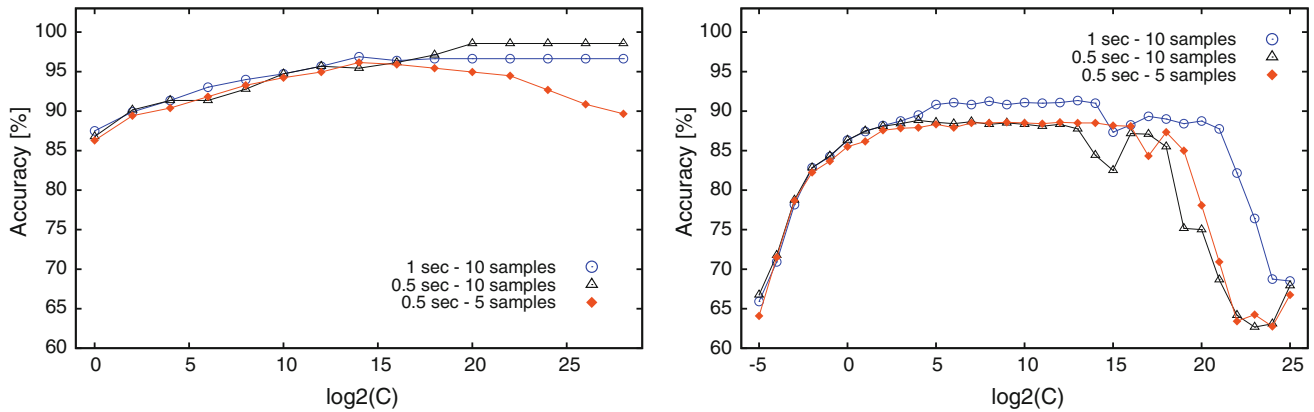 100
95
90
85
80
75
70
65
60
Accuracy [%]
1 sec - 10 samples
0.5 sec - 10 samples
0.5 sec - 5 samples
0 5 10 15 20 25
log2(C)
100
95
90
85
80
75
70
65
60
Accuracy [%]
1 sec - 10 samples
0.5 sec - 10 samples
0.5 sec - 5 samples
-5 0 5 10 15 20 25
log2(C)